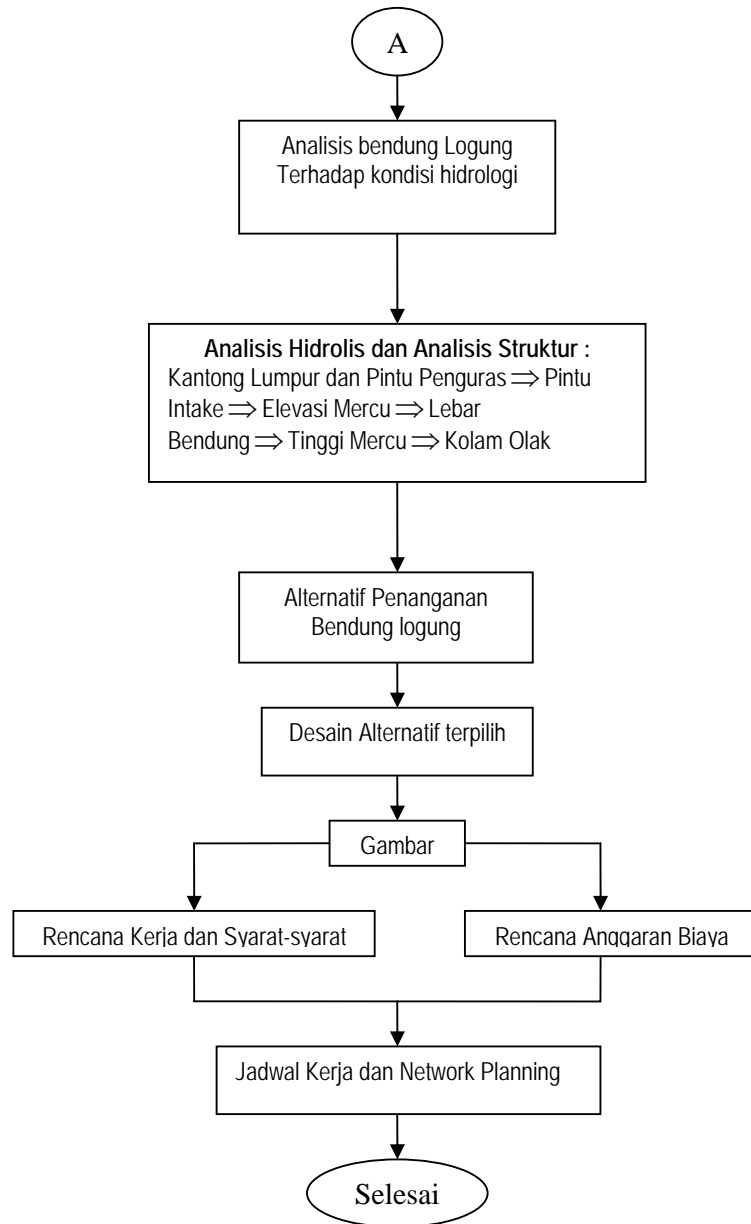 A
Analisis bendung Logung
Terhadap kondisi hidrologi
Analisis Hidrolis dan Analisis Struktur :
Kantong Lumpur dan Pintu Penguras ⇒ Pintu
Intake ⇒ Elevasi Mercu ⇒ Lebar
Bendung ⇒ Tinggi Mercu ⇒ Kolam Olak
Alternatif Penanganan
Bendung logung
Desain Alternatif terpilih
Gambar
Rencana Kerja dan Syarat-syarat
Rencana Anggaran Biaya
Jadwal Kerja dan Network Planning
Selesai